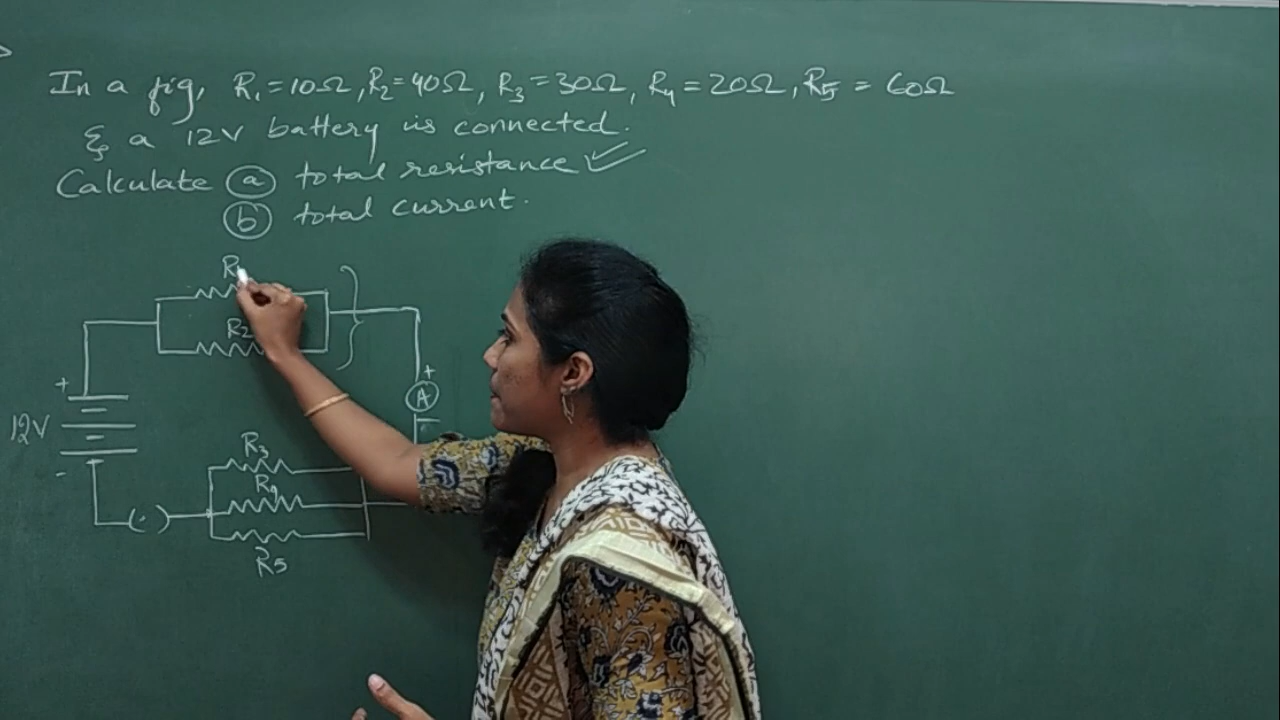 In a fig, R₁=10Ω, R₂=40Ω, R₃=30Ω, R₄=20Ω, R₅=60Ω
& a 12V battery is connected.
Calculate (a) total resistance
(b) total current.
R₂
+
12V
-
+
A
-
R₃
R₄
( . )
R₅